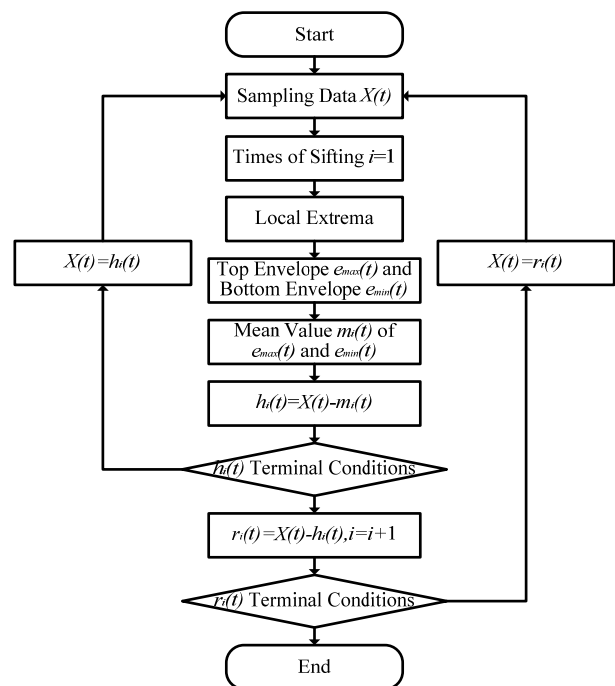 Start
Sampling Data X(t)
Times of Sifting i=1
Local Extrema
X(t)=hᵢ(t)
X(t)=rᵢ(t)
Top Envelope eₘₐₓ(t) and
Bottom Envelope eₘᵢₙ(t)
Mean Value mᵢ(t) of
eₘₐₓ(t) and eₘᵢₙ(t)
hᵢ(t)=X(t)-mᵢ(t)
hᵢ(t) Terminal Conditions
rᵢ(t)=X(t)-hᵢ(t),i=i+1
rᵢ(t) Terminal Conditions
End